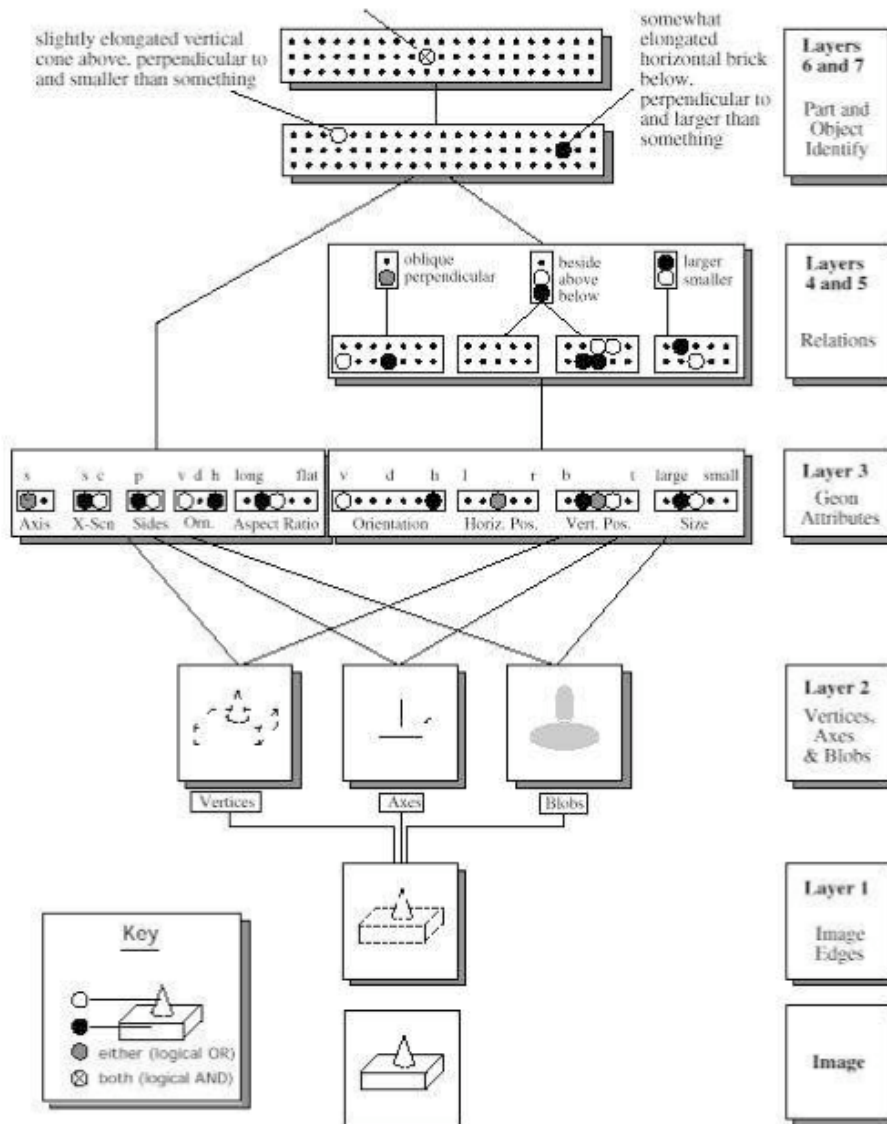 slightly elongated vertical
cone above, perpendicular to
and smaller than something
somewhat
elongated
horizontal brick
below,
perpendicular to
and larger than
something
Layers
6 and 7
Part and
Object
Identify
oblique
perpendicular
beside
above
below
larger
smaller
Layers
4 and 5
Relations
s
s c
p
v d h
long flat
v d h
l r
b t
large small
Axis
X-Scn
Sides
Orn.
Aspect Ratio
Orientation
Horiz. Pos.
Vert. Pos.
Size
Layer 3
Geon
Attributes
Layer 2
Vertices,
Axes
& Blobs
Vertices
Axes
Blobs
Layer 1
Image
Edges
Key
either (logical OR)
both (logical AND)
Image